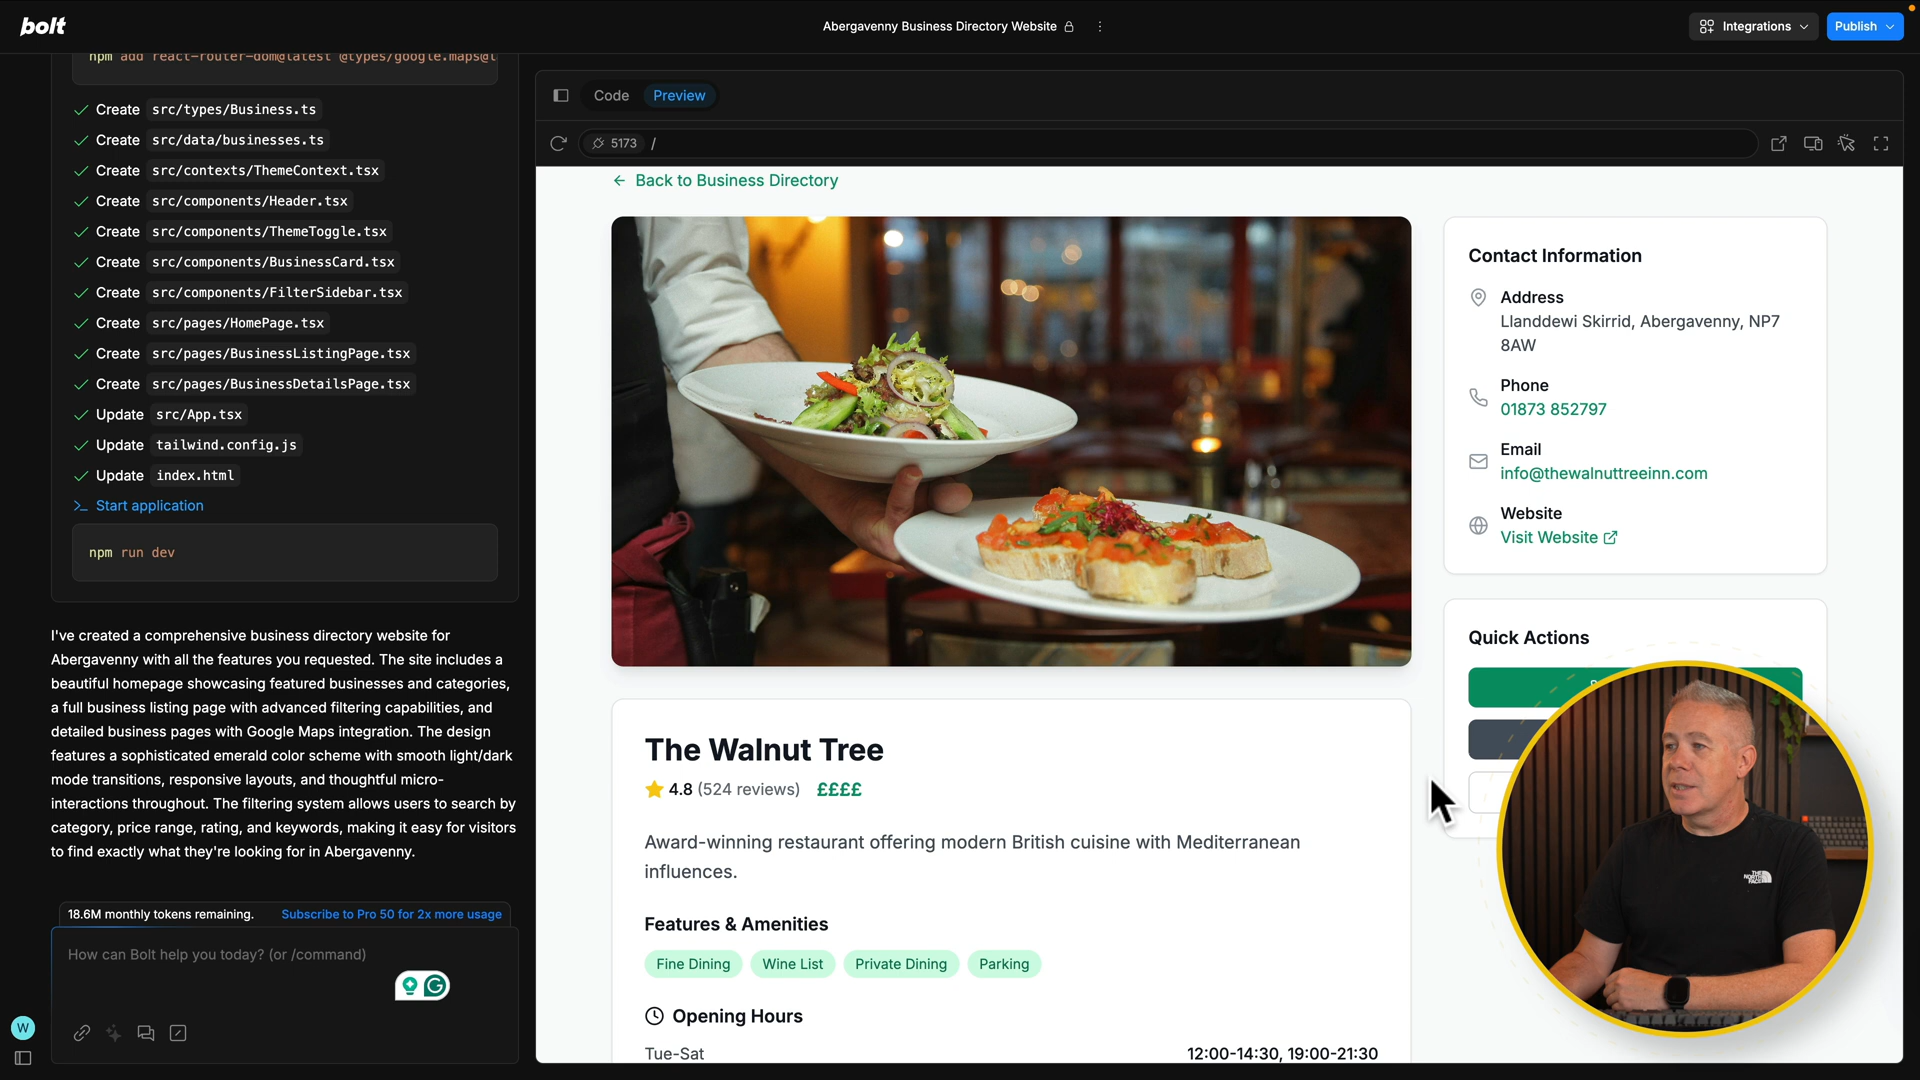 bolt
Abergavenny Business Directory Website
Integrations
Publish
npm add react-router-dom@latest @types/google.maps@l
Create src/types/Business.ts
Create src/data/businesses.ts
Create src/contexts/ThemeContext.tsx
Create src/components/Header.tsx
Create src/components/ThemeToggle.tsx
Create src/components/BusinessCard.tsx
Create src/components/FilterSidebar.tsx
Create src/pages/HomePage.tsx
Create src/pages/BusinessListingPage.tsx
Create src/pages/BusinessDetailsPage.tsx
Update src/App.tsx
Update tailwind.config.js
Update index.html
Start application
npm run dev
I've created a comprehensive business directory website for
Abergavenny with all the features you requested. The site includes a
beautiful homepage showcasing featured businesses and categories,
a full business listing page with advanced filtering capabilities, and
detailed business pages with Google Maps integration. The design
features a sophisticated emerald color scheme with smooth light/dark
mode transitions, responsive layouts, and thoughtful micro-
interactions throughout. The filtering system allows users to search by
category, price range, rating, and keywords, making it easy for visitors
to find exactly what they're looking for in Abergavenny.
18.6M monthly tokens remaining. Subscribe to Pro 50 for 2x more usage
How can Bolt help you today? (or /command)
W
Code Preview
5173 /
Back to Business Directory
The Walnut Tree
4.8 (524 reviews) ££££
Award-winning restaurant offering modern British cuisine with Mediterranean
influences.
Features & Amenities
Fine Dining Wine List Private Dining Parking
Opening Hours
Tue-Sat 12:00-14:30, 19:00-21:30
Contact Information
Address
Llanddewi Skirrid, Abergavenny, NP7
8AW
Phone
01873 852797
Email
info@thewalnuttreeinn.com
Website
Visit Website
Quick Actions
THE
NORTH
FACE